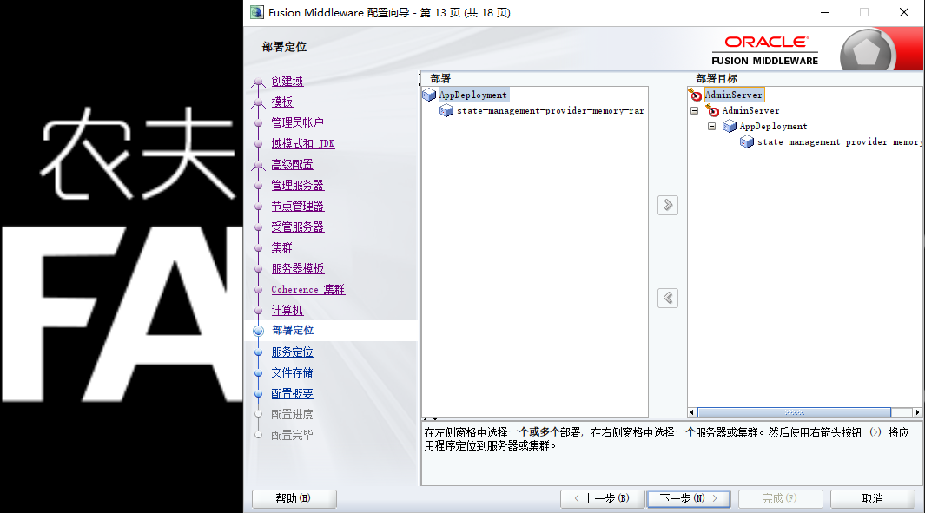 Fusion Middleware 配置向导 - 第 13 页 (共 18 页)
部署定位
ORACLE
FUSION MIDDLEWARE
农夫
FA
创建域
模板
管理员帐户
域模式和 JDK
高级配置
管理服务器
节点管理器
受管服务器
集群
服务器模板
Coherence 集群
计算机
部署定位
服务定位
文件存储
配置概要
配置进度
配置完毕
部署
AppDeployment
state-management-provider-memory-rar
部署目标
AdminServer
AdminServer
AppDeployment
state-management-provider-memory
在左侧窗格中选择一个或多个部署, 在右侧窗格中选择一个服务器或集群。然后使用右箭头按钮 (>) 将应
用程序定位到服务器或集群。
帮助(H)
< 上一步(B)
下一步(N) >
完成(F)
取消